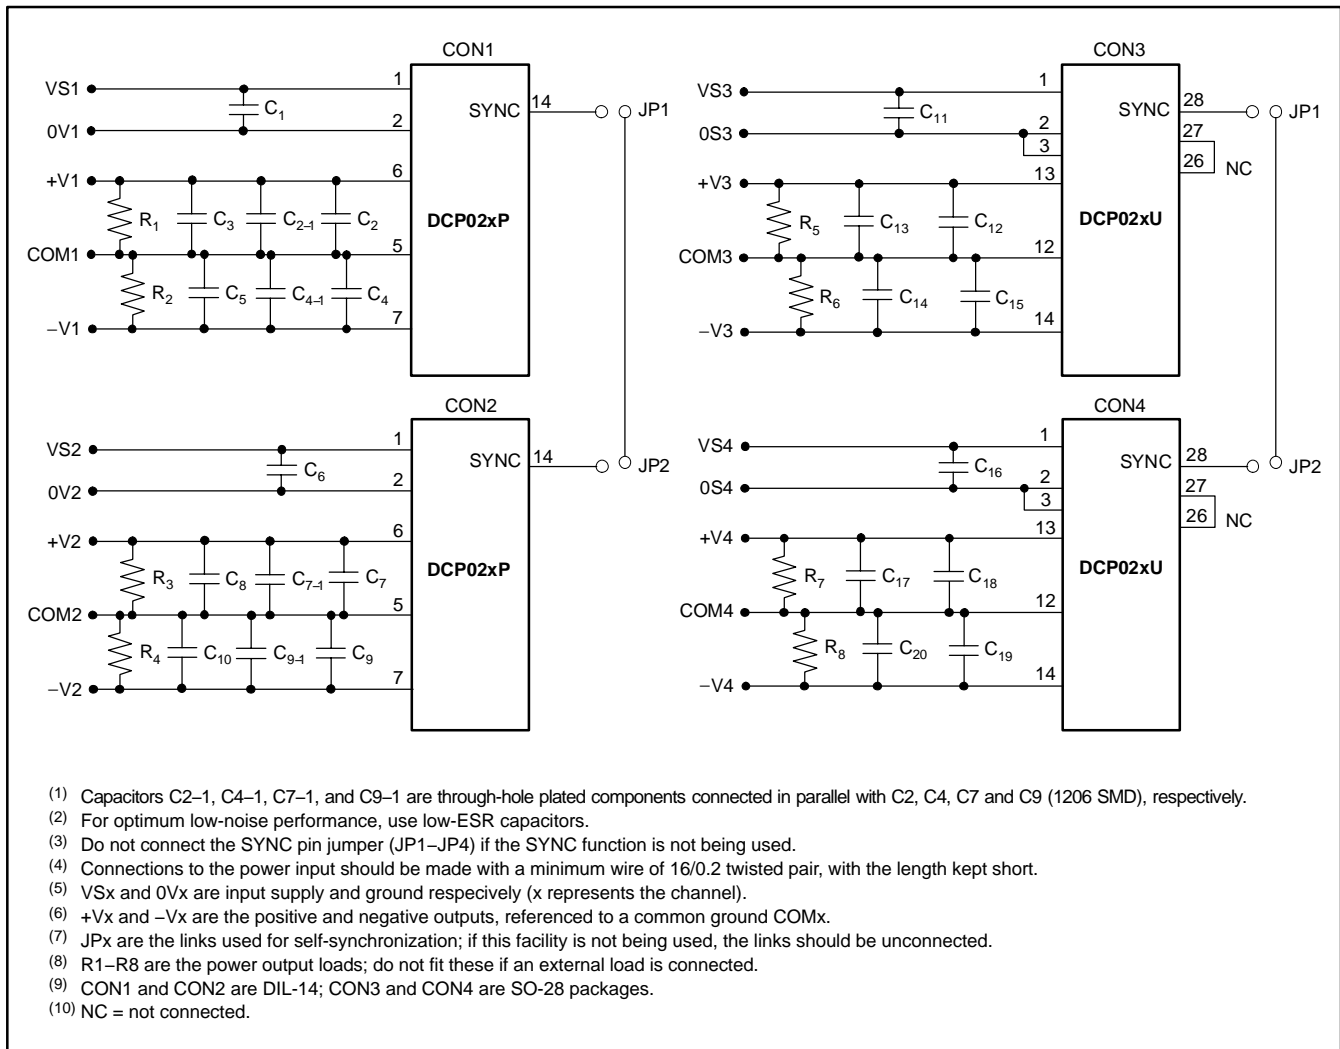 CON1
VS1
1
C1
SYNC
14
JP1
0V1
2
+V1
6
R1
C3
C2–1
C2
DCP02xP
COM1
5
R2
C5
C4–1
C4
–V1
7
CON2
VS2
1
C6
SYNC
14
JP2
0V2
2
+V2
6
R3
C8
C7–1
C7
DCP02xP
COM2
5
R4
C10
C9–1
C9
–V2
7
CON3
VS3
1
C11
SYNC
28
JP1
0S3
2
3
27
26
NC
+V3
13
R5
C13
C12
DCP02xU
COM3
12
R6
C14
C15
–V3
14
CON4
VS4
1
C16
SYNC
28
JP2
0S4
2
3
27
26
NC
+V4
13
R7
C17
C18
DCP02xU
COM4
12
R8
C20
C19
–V4
14
(1) Capacitors C2–1, C4–1, C7–1, and C9–1 are through-hole plated components connected in parallel with C2, C4, C7 and C9 (1206 SMD), respectively.
(2) For optimum low-noise performance, use low-ESR capacitors.
(3) Do not connect the SYNC pin jumper (JP1–JP4) if the SYNC function is not being used.
(4) Connections to the power input should be made with a minimum wire of 16/0.2 twisted pair, with the length kept short.
(5) VSx and 0Vx are input supply and ground respecively (x represents the channel).
(6) +Vx and –Vx are the positive and negative outputs, referenced to a common ground COMx.
(7) JPx are the links used for self-synchronization; if this facility is not being used, the links should be unconnected.
(8) R1–R8 are the power output loads; do not fit these if an external load is connected.
(9) CON1 and CON2 are DIL-14; CON3 and CON4 are SO-28 packages.
(10) NC = not connected.